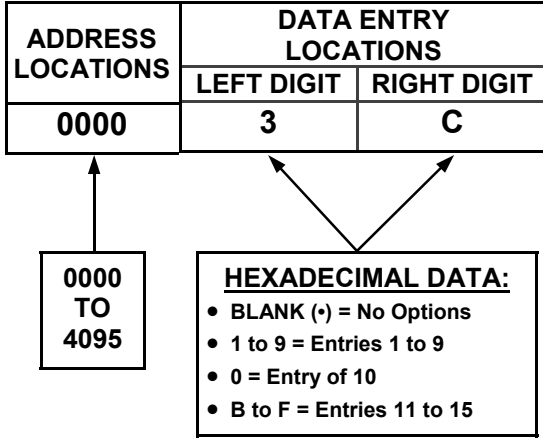 ADDRESS
LOCATIONS
DATA ENTRY
LOCATIONS
LEFT DIGIT
RIGHT DIGIT
0000
3
C
0000
TO
4095
HEXADECIMAL DATA:
• BLANK (•) = No Options
• 1 to 9 = Entries 1 to 9
• 0 = Entry of 10
• B to F = Entries 11 to 15